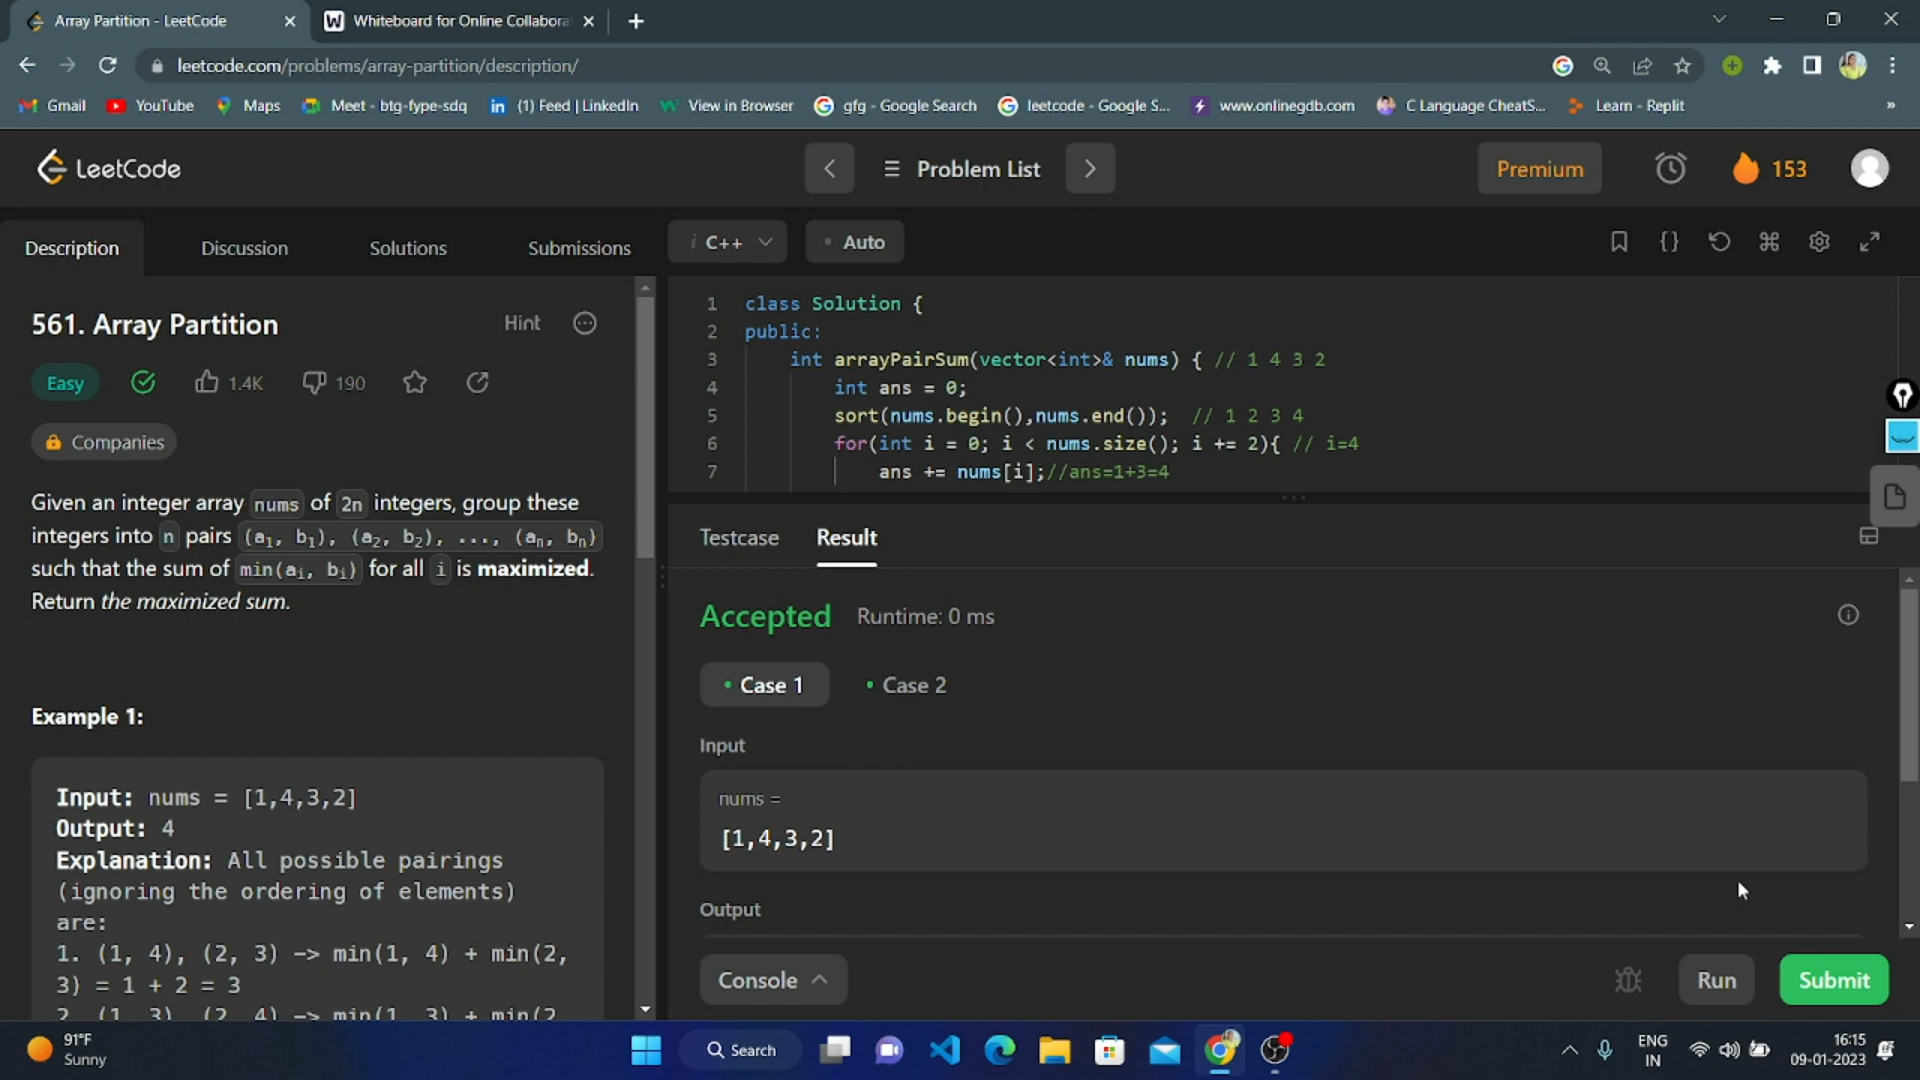 Array Partition - LeetCode
Whiteboard for Online Collabora
leetcode.com/problems/array-partition/description/
Gmail YouTube Maps Meet - btg-fype-sdq (1) Feed | LinkedIn View in Browser gfg - Google Search leetcode - Google S... www.onlinegdb.com C Language CheatS... Learn - Replit »
LeetCode
Problem List
Premium
153
Description Discussion Solutions Submissions
i C++
Auto
561. Array Partition
Hint
Easy 1.4K 190
Companies
Given an integer array nums of 2n integers, group these
integers into n pairs (a₁, b₁), (a₂, b₂), ..., (aₙ, bₙ)
such that the sum of min(aᵢ, bᵢ) for all i is maximized.
Return the maximized sum.
Example 1:
Input: nums = [1,4,3,2]
Output: 4
Explanation: All possible pairings
(ignoring the ordering of elements)
are:
1. (1, 4), (2, 3) -> min(1, 4) + min(2,
3) = 1 + 2 = 3
2. (1, 3), (2, 4) -> min(1, 3) + min(2,
1 class Solution {
2 public:
3 int arrayPairSum(vector<int>& nums) { // 1 4 3 2
4 int ans = 0;
5 sort(nums.begin(),nums.end()); // 1 2 3 4
6 for(int i = 0; i < nums.size(); i += 2){ // i=4
7 ans += nums[i];//ans=1+3=4
Testcase Result
Accepted Runtime: 0 ms
Case 1 Case 2
Input
nums =
[1,4,3,2]
Output
Console
Run
Submit
91°F
Sunny
Search
ENG
IN
16:15
09-01-2023